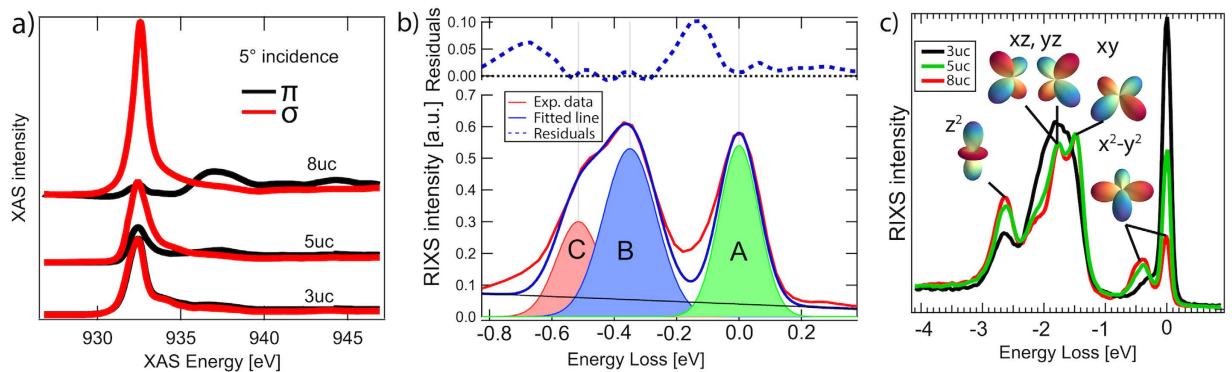 a)
5° incidence
π
σ
8uc
5uc
3uc
XAS intensity
930
935
940
945
XAS Energy [eV]
b)
Residuals
0.10
0.05
0.00
Exp. data
Fitted line
Residuals
RIXS intensity [a.u.]
0.7
0.6
0.5
0.4
0.3
0.2
0.1
0.0
C
B
A
-0.8
-0.6
-0.4
-0.2
0.0
0.2
Energy Loss [eV]
c)
3uc
5uc
8uc
xz, yz
xy
z²
x²-y²
RIXS intensity
-4
-3
-2
-1
0
Energy Loss [eV]